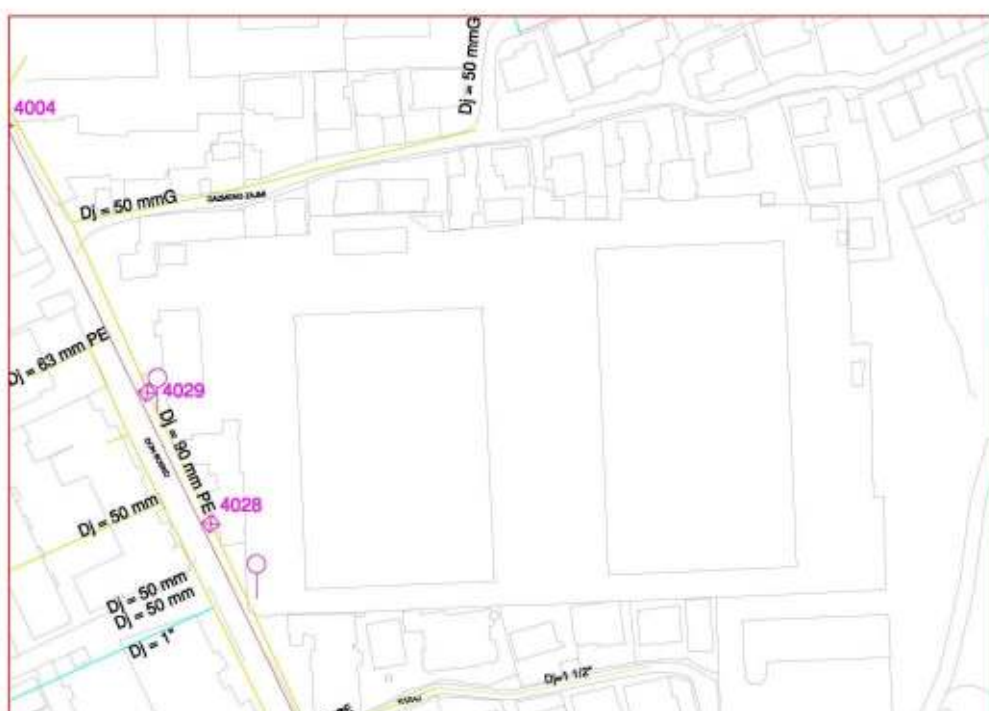 Dj = 50 mmG
4004
Dj = 50 mmG
Dj = 63 mm PE
4029
Dj = 90 mm PE
4028
Dj = 50 mm
Dj = 50 mm
Dj = 50 mm
Dj = 1"
Dj=1 1/2"